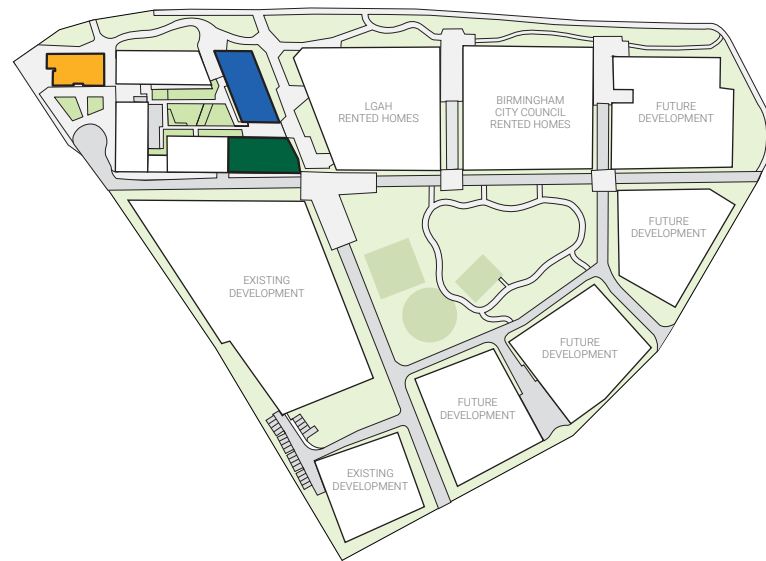 LGAH
RENTED HOMES
BIRMINGHAM
CITY COUNCIL
RENTED HOMES
FUTURE
DEVELOPMENT
FUTURE
DEVELOPMENT
EXISTING
DEVELOPMENT
FUTURE
DEVELOPMENT
FUTURE
DEVELOPMENT
EXISTING
DEVELOPMENT